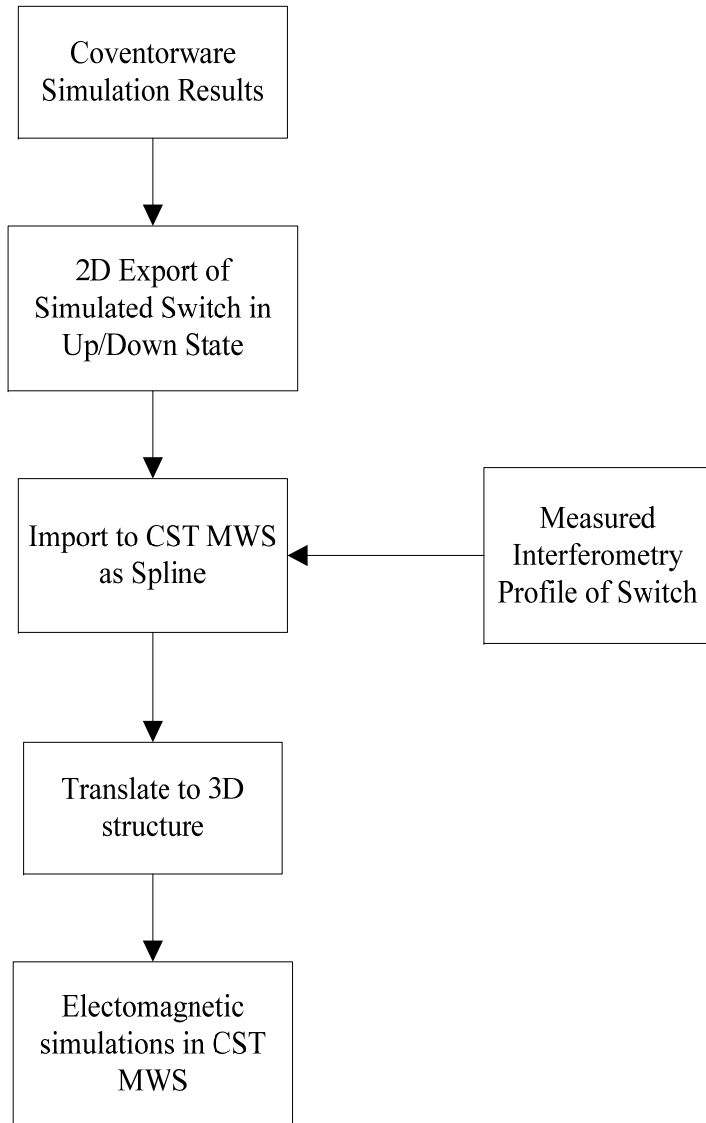 Coventorware
Simulation Results
2D Export of
Simulated Switch in
Up/Down State
Import to CST MWS
as Spline
Measured
Interferometry
Profile of Switch
Translate to 3D
structure
Electomagnetic
simulations in CST
MWS